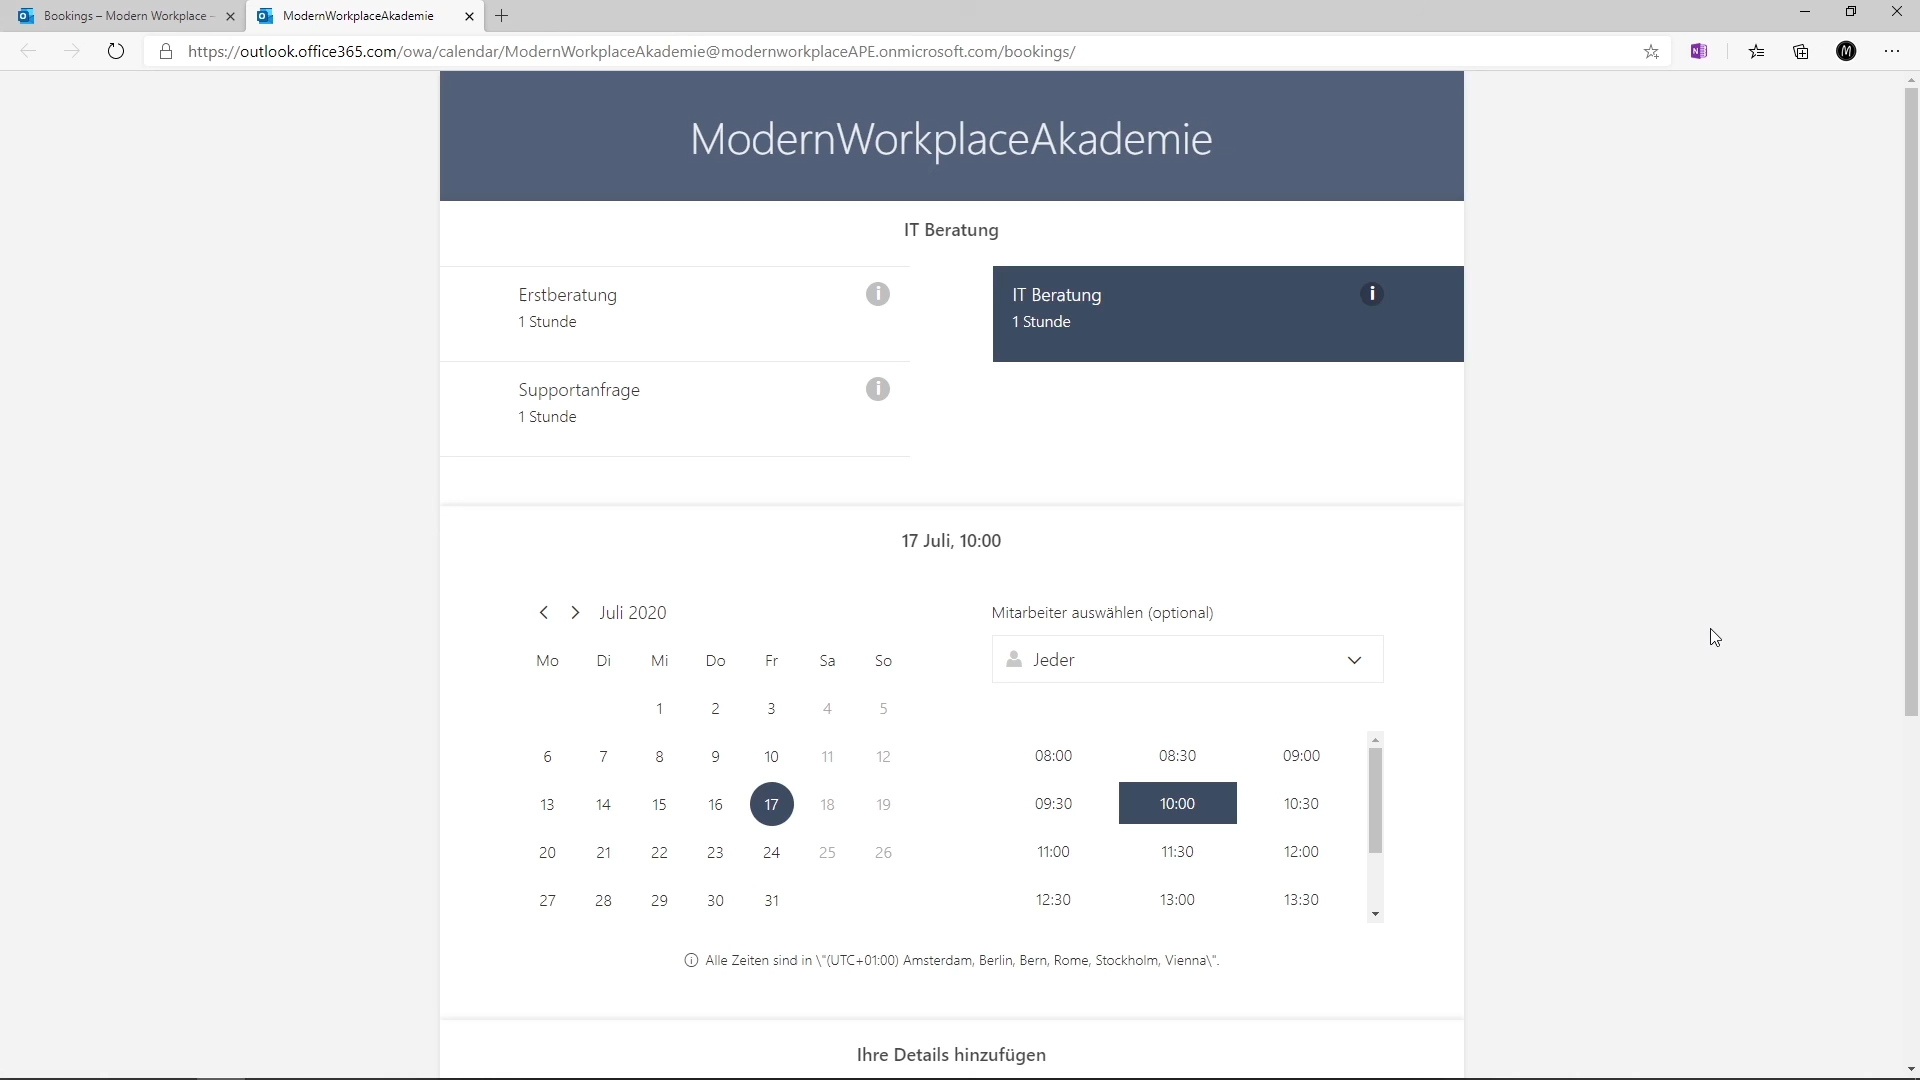 Bookings – Modern Workplace -
ModernWorkplaceAkademie
https://outlook.office365.com/owa/calendar/ModernWorkplaceAkademie@modernworkplaceAPE.onmicrosoft.com/bookings/
ModernWorkplaceAkademie
IT Beratung
Erstberatung
1 Stunde
IT Beratung
1 Stunde
Supportanfrage
1 Stunde
17 Juli, 10:00
Juli 2020
Mo Di Mi Do Fr Sa So
1 2 3 4 5
6 7 8 9 10 11 12
13 14 15 16 17 18 19
20 21 22 23 24 25 26
27 28 29 30 31
Mitarbeiter auswählen (optional)
Jeder
08:00 08:30 09:00
09:30 10:00 10:30
11:00 11:30 12:00
12:30 13:00 13:30
Alle Zeiten sind in \"(UTC+01:00) Amsterdam, Berlin, Bern, Rome, Stockholm, Vienna\".
Ihre Details hinzufügen